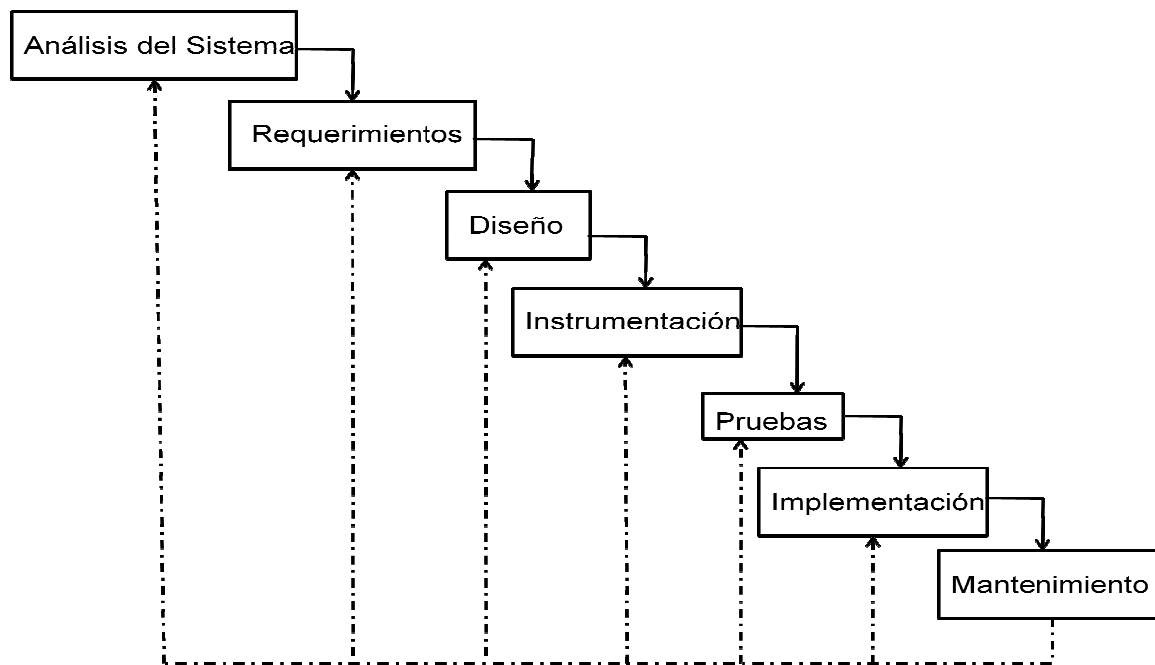 Análisis del Sistema
Requerimientos
Diseño
Instrumentación
Pruebas
Implementación
Mantenimiento